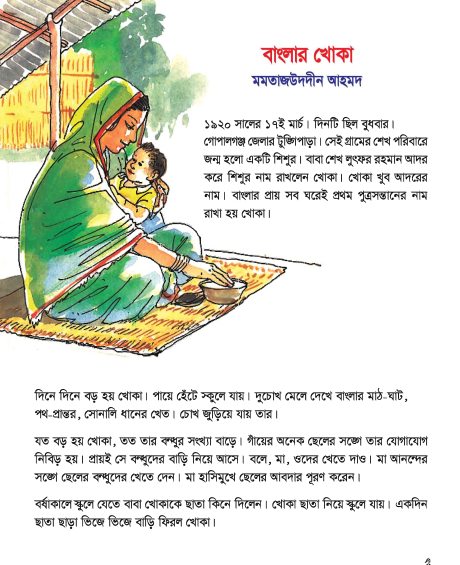 বাংলার খোকা
মমতাজউদদীন আহমদ
১৯২০ সালের ১৭ই মার্চ। দিনটি ছিল বুধবার।
গোপালগঞ্জ জেলার টুঙ্গিপাড়া। সেই গ্রামের শেখ পরিবারে
জন্ম হলো একটি শিশুর। বাবা শেখ লুৎফর রহমান আদর
করে শিশুর নাম রাখলেন খোকা। খোকা খুব আদরের
নাম। বাংলার প্রায় সব ঘরেই প্রথম পুত্রসন্তানের নাম
রাখা হয় খোকা।
দিনে দিনে বড় হয় খোকা। পায়ে হেঁটে স্কুলে যায়। দুচোখ মেলে দেখে বাংলার মাঠ-ঘাট,
পথ-প্রান্তর, সোনালি ধানের খেত। চোখ জুড়িয়ে যায় তার।
যত বড় হয় খোকা, তত তার বন্ধুর সংখ্যা বাড়ে। গাঁয়ের অনেক ছেলের সঙ্গে তার যোগাযোগ
নিবিড় হয়। প্রায়ই সে বন্ধুদের বাড়ি নিয়ে আসে। বলে, মা, ওদের খেতে দাও। মা আনন্দের
সঙ্গে ছেলের বন্ধুদের খেতে দেন। মা হাসিমুখে ছেলের আবদার পূরণ করেন।
বর্ষাকালে স্কুলে যেতে বাবা খোকাকে ছাতা কিনে দিলেন। খোকা ছাতা নিয়ে স্কুলে যায়। একদিন
ছাতা ছাড়া ভিজে ভিজে বাড়ি ফিরল খোকা।